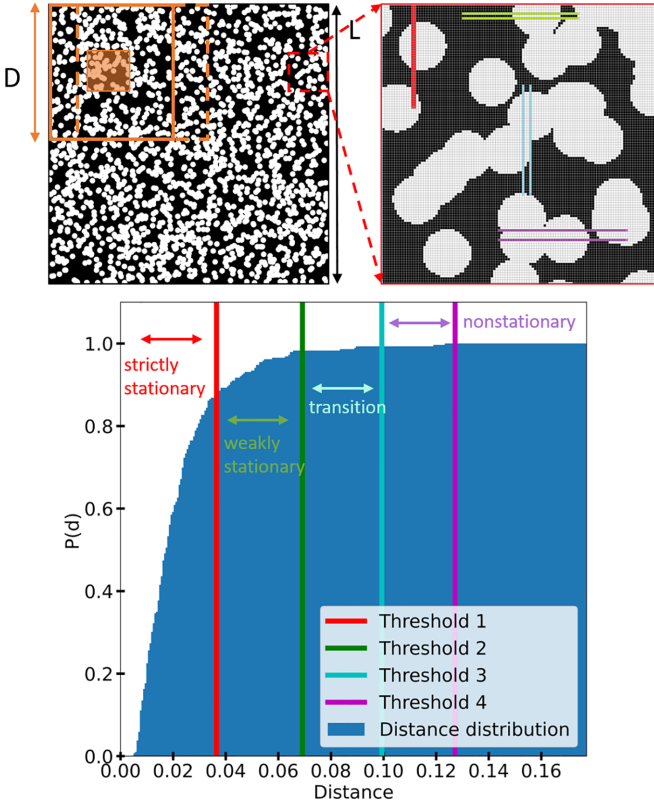 D
L
1.0
0.8
0.6
0.4
0.2
0.0
P(d)
strictly
stationary
weakly
stationary
transition
nonstationary
Threshold 1
Threshold 2
Threshold 3
Threshold 4
Distance distribution
0.00 0.02 0.04 0.06 0.08 0.10 0.12 0.14 0.16
Distance